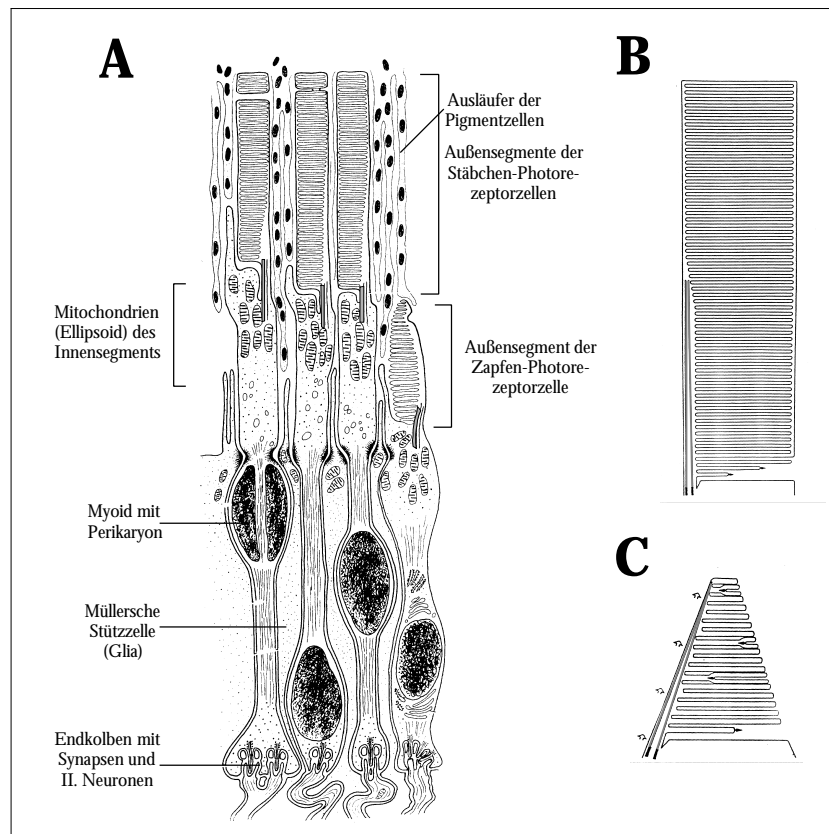 A
Ausläufer der
Pigmentzellen
Außensegmente der
Stäbchen-Photore-
zeptorzellen
Mitochondrien
(Ellipsoid) des
Innensegments
Außensegment der
Zapfen-Photore-
zeptorzelle
Myoid mit
Perikaryon
Müllersche
Stützzelle
(Glia)
Endkolben mit
Synapsen und
II. Neuronen
B
C